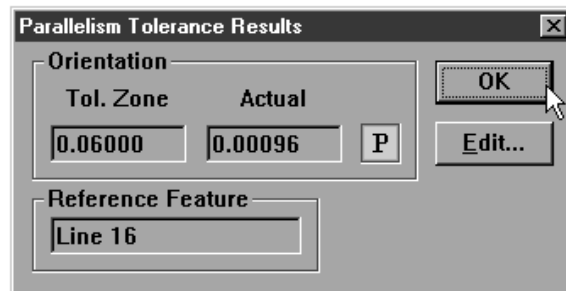 Parallelism Tolerance Results
Orientation
Tol. Zone Actual
0.06000 0.00096 P
OK
Edit...
Reference Feature
Line 16